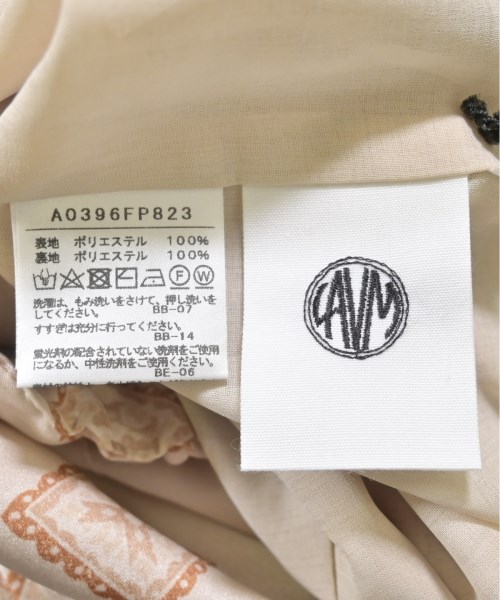 A0396FP823
表地 ポリエステル 100%
裏地 ポリエステル 100%
F W
洗濯は、もみ洗いをさけて、押し洗いを
してください。 BB-07
すすぎは充分に行ってください。
BB-14
蛍光剤の配合されていない洗剤をご使用
になるか、中性洗剤をご使用ください。
BE-06